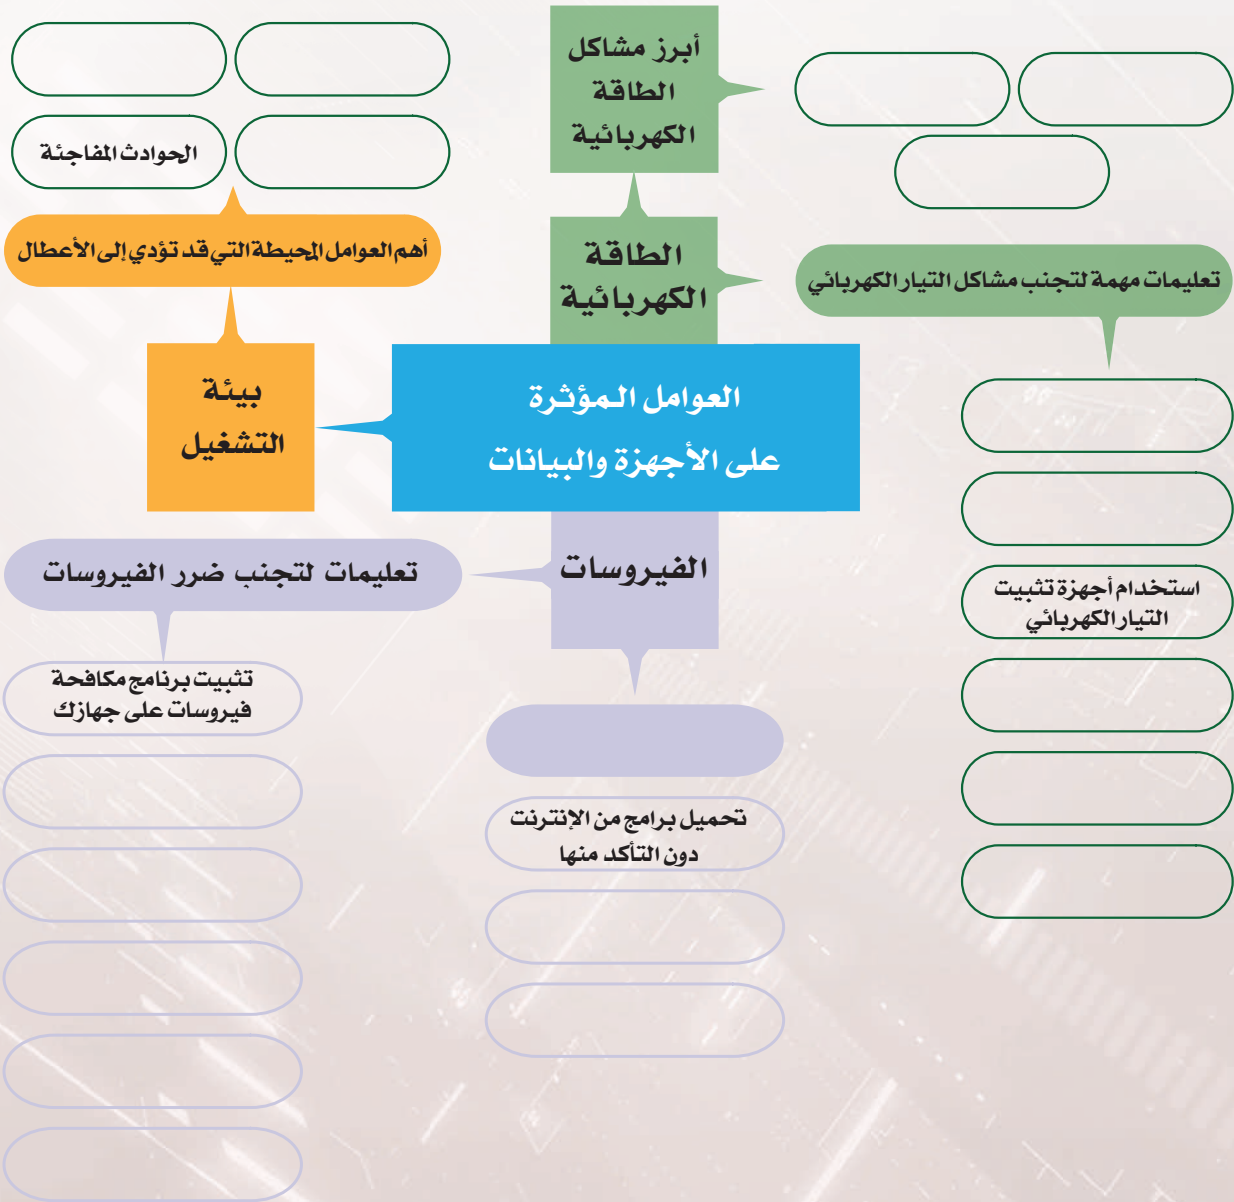 أبرز مشاكل
الطاقة
الكهربائية
الحوادث المفاجئة
أهم العوامل المحيطة التي قد تؤدي إلى الأعطال
الطاقة
الكهربائية
تعليمات مهمة لتجنب مشاكل التيار الكهربائي
بيئة
التشغيل
العوامل المؤثرة
على الأجهزة والبيانات
الفيروسات
تعليمات لتجنب ضرر الفيروسات
استخدام أجهزة تثبيت
التيار الكهربائي
تثبيت برنامج مكافحة
فيروسات على جهازك
تحميل برامج من الإنترنت
دون التأكد منها